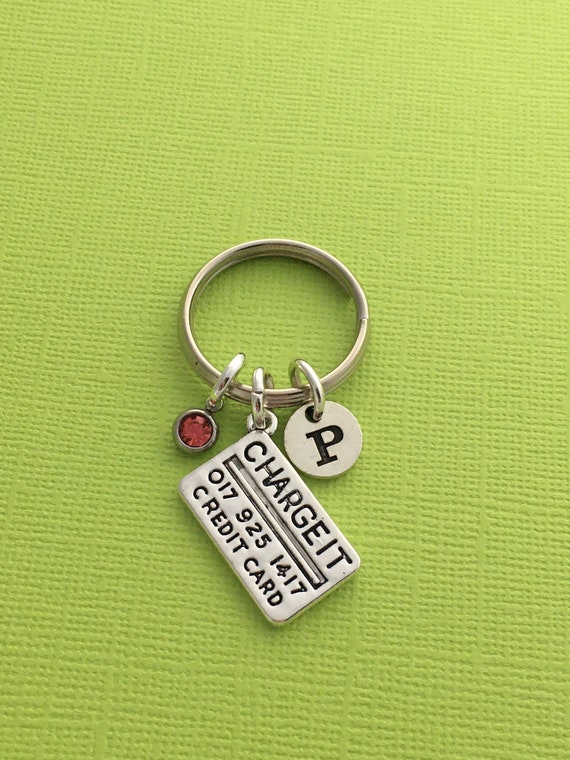 P
CHARGE IT
017 925 1417
CREDIT CARD